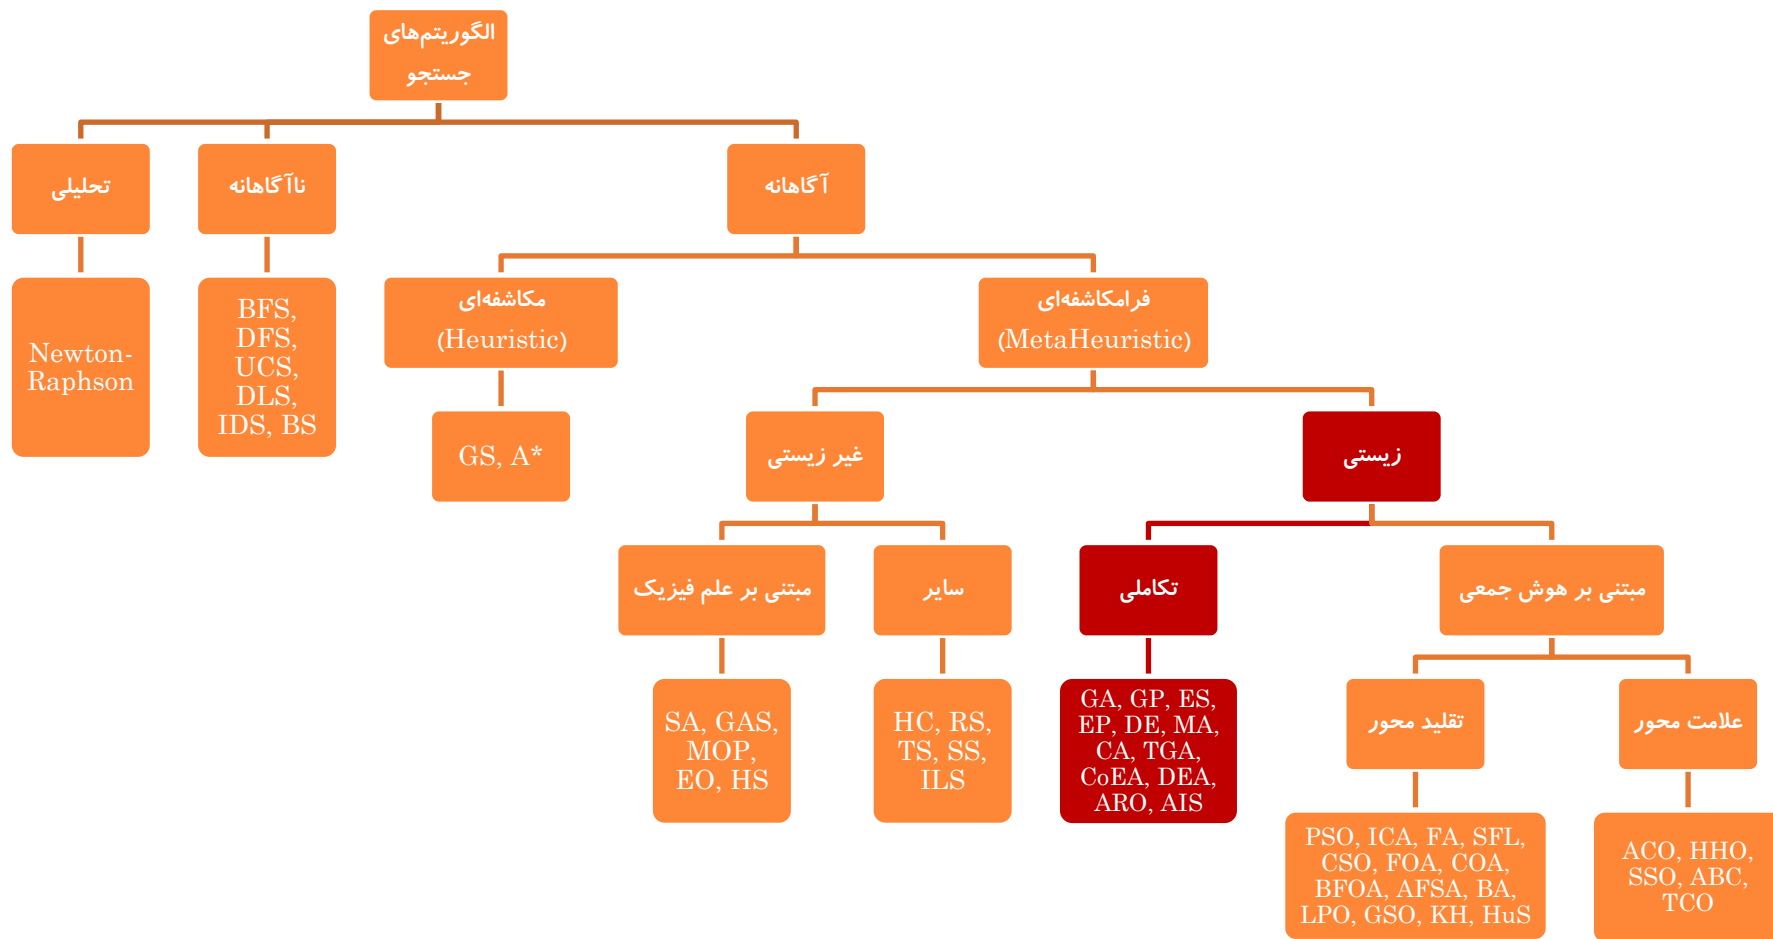 الگوریتم‌های
جستجو
تحلیلی
ناآگاهانه
آگاهانه
Newton-
Raphson
BFS,
DFS,
UCS,
DLS,
IDS, BS
مکاشفه‌ای
(Heuristic)
فرامکاشفه‌ای
(MetaHeuristic)
GS, A*
غیر زیستی
زیستی
مبتنی بر علم فیزیک
سایر
تکاملی
مبتنی بر هوش جمعی
SA, GAS,
MOP,
EO, HS
HC, RS,
TS, SS,
ILS
GA, GP, ES,
EP, DE, MA,
CA, TGA,
CoEA, DEA,
ARO, AIS
تقلید محور
علامت محور
PSO, ICA, FA, SFL,
CSO, FOA, COA,
BFOA, AFSA, BA,
LPO, GSO, KH, HuS
ACO, HHO,
SSO, ABC,
TCO